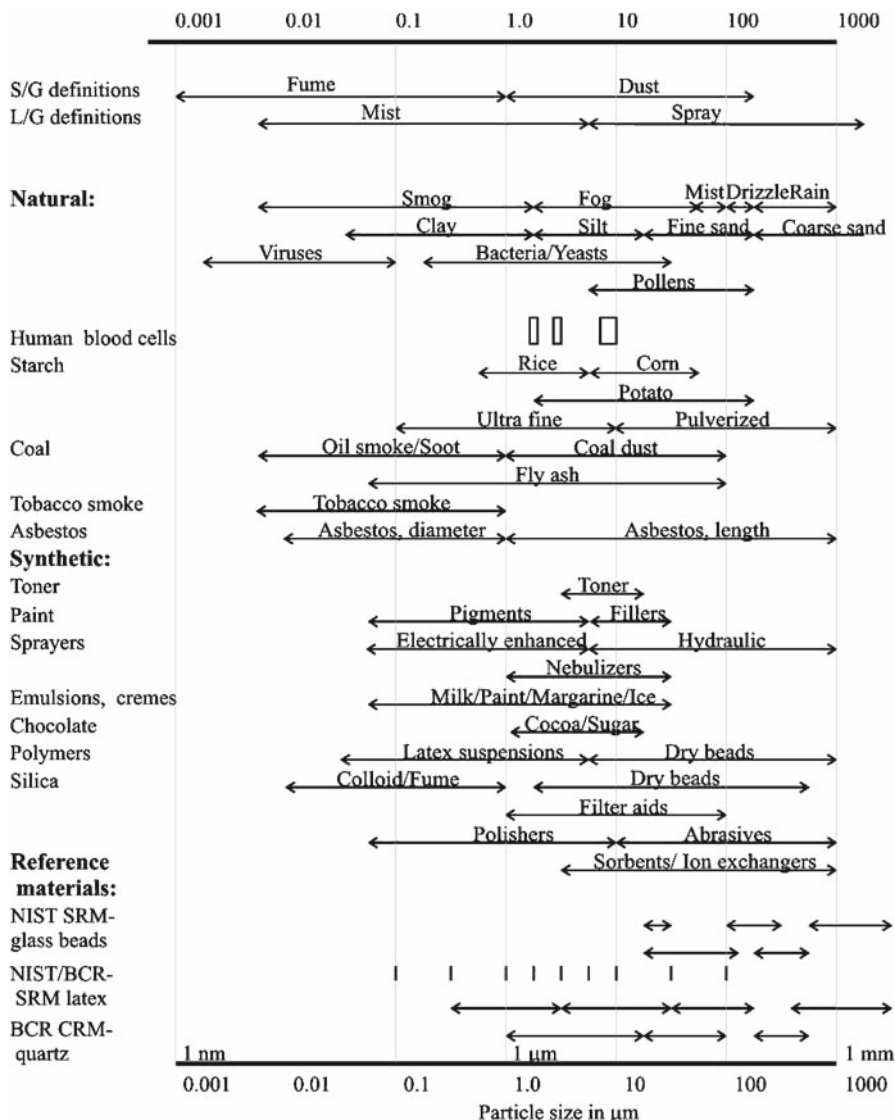 0.001 0.01 0.1 1.0 10 100 1000
S/G definitions Fume Dust
L/G definitions Mist Spray
Natural: Smog Fog Mist Drizzle Rain
Clay Silt Fine sand Coarse sand
Viruses Bacteria/Yeasts
Pollens
Human blood cells
Starch Rice Corn
Potato
Ultra fine Pulverized
Coal Oil smoke/Soot Coal dust
Fly ash
Tobacco smoke Tobacco smoke
Asbestos Asbestos, diameter Asbestos, length
Synthetic:
Toner Toner
Paint Pigments Fillers
Sprayers Electrically enhanced Hydraulic
Nebulizers
Emulsions, cremes Milk/Paint/Margarine/Ice
Chocolate Cocoa/Sugar
Polymers Latex suspensions Dry beads
Silica Colloid/Fume Dry beads
Filter aids
Polishers Abrasives
Reference Sorbents/ Ion exchangers
materials:
NIST SRM-
glass beads
NIST/BCR-
SRM latex
BCR CRM-
quartz 1 nm 1 μm 1 mm
0.001 0.01 0.1 1.0 10 100 1000
Particle size in μm